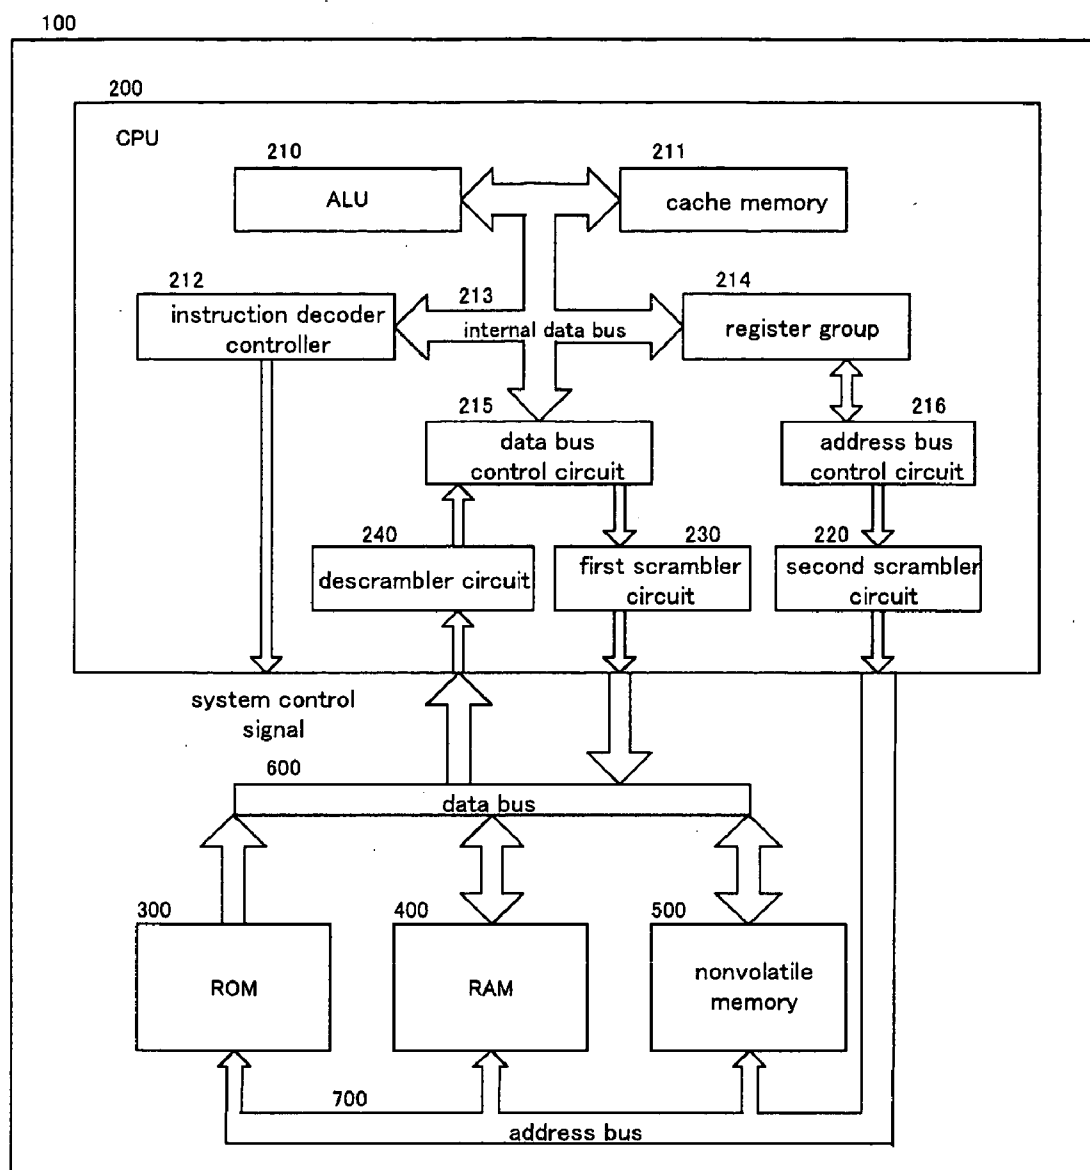 100
200
CPU
210
211
ALU
cache memory
212
213
214
instruction decoder
controller
internal data bus
register group
215
216
data bus
control circuit
address bus
control circuit
240
230
220
descrambler circuit
first scrambler
circuit
second scrambler
circuit
system control
signal
600
data bus
300
400
500
ROM
RAM
nonvolatile
memory
700
address bus